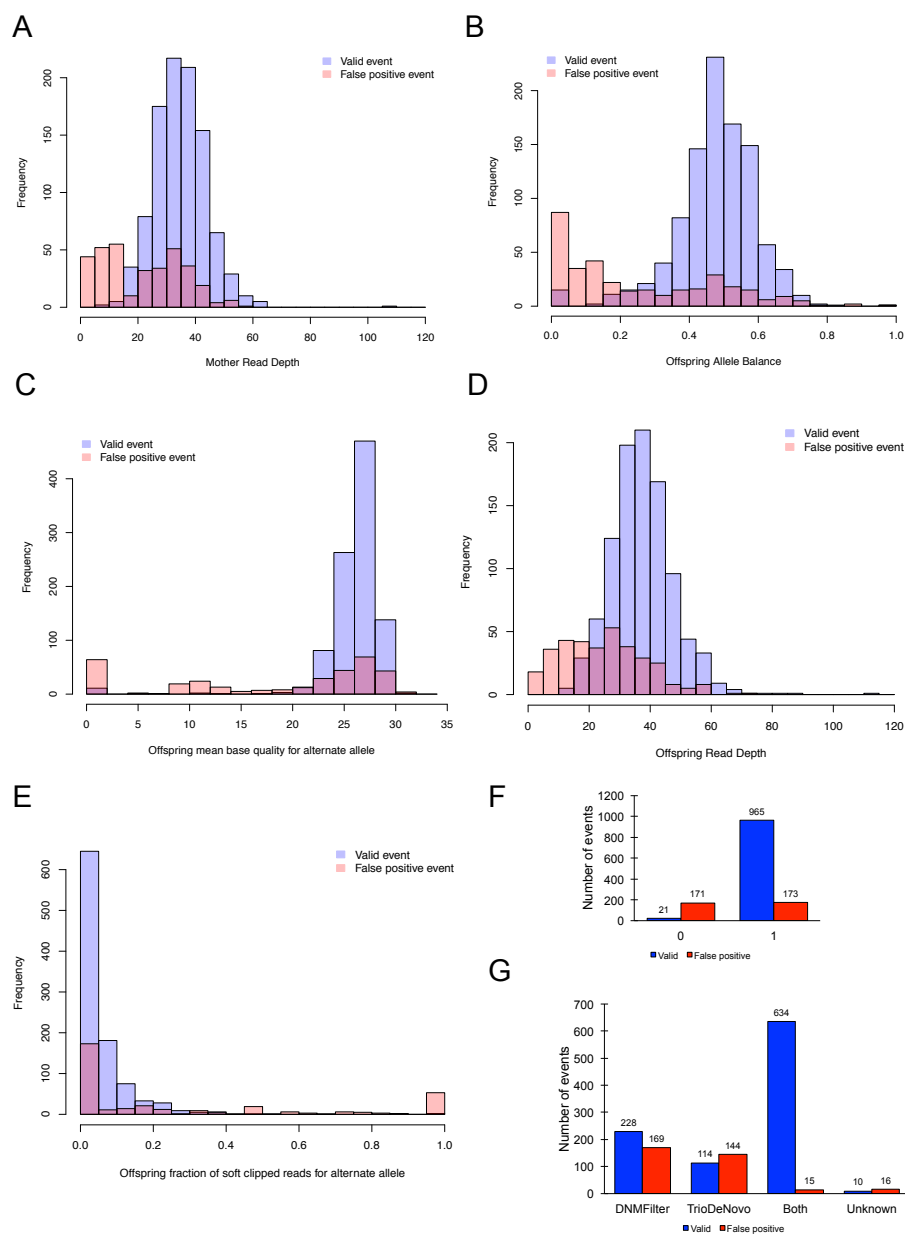 A
Valid event
False positive event
Frequency
0 50 100 150 200
0 20 40 60 80 100 120
Mother Read Depth
B
Valid event
False positive event
Frequency
0 50 100 150 200
0.0 0.2 0.4 0.6 0.8 1.0
Offspring Allele Balance
C
Valid event
False positive event
Frequency
0 100 200 300 400
0 5 10 15 20 25 30 35
Offspring mean base quality for alternate allele
D
Valid event
False positive event
Frequency
0 50 100 150 200
0 20 40 60 80 100 120
Offspring Read Depth
E
Valid event
False positive event
Frequency
0 100 200 300 400 500 600
0.0 0.2 0.4 0.6 0.8 1.0
Offspring fraction of soft clipped reads for alternate allele
F
Number of events
1200
1000
800
600
400
200
0
21 171 965 173
0 1
Valid False positive
G
Number of events
700
600
500
400
300
200
100
0
228 169 114 144 634 15 10 16
DNMFilter TrioDeNovo Both Unknown
Valid False positive